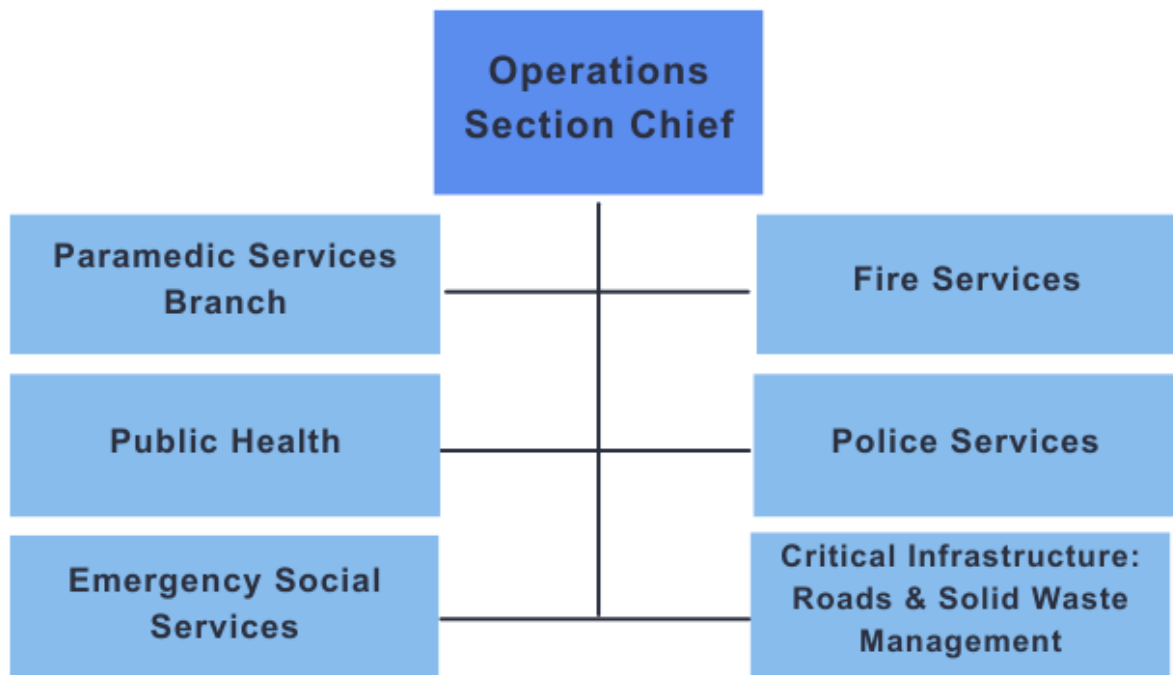 Operations
Section Chief
Paramedic Services
Branch
Fire Services
Public Health
Police Services
Emergency Social
Services
Critical Infrastructure:
Roads & Solid Waste
Management